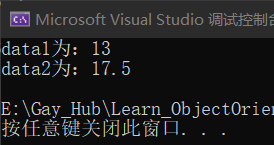 Microsoft Visual Studio 调试控制台
data1为：13
data2为：17.5
E:\Gay_Hub\Learn_ObjectOrien
按任意键关闭此窗口. . .